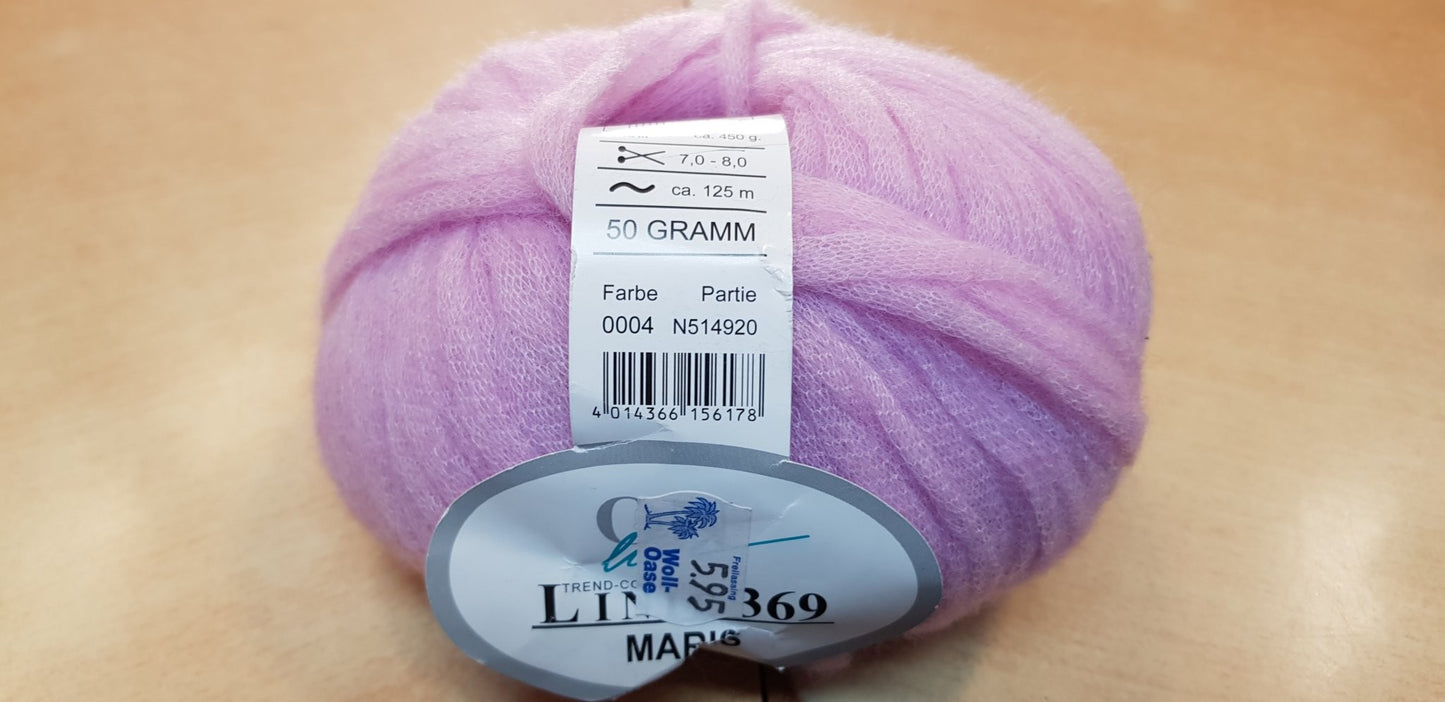 ca. 450 g.
7,0 - 8,0
ca. 125 m
50 GRAMM
Farbe Partie
0004 N514920
4 014366 156178
TREND-CO
369
Woll-
Oase
Freilassing
5.95